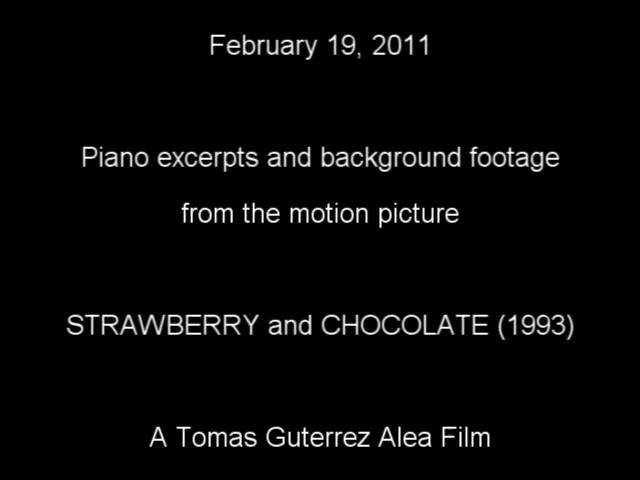 February 19, 2011
Piano excerpts and background footage
from the motion picture
STRAWBERRY and CHOCOLATE (1993)
A Tomas Guterrez Alea Film